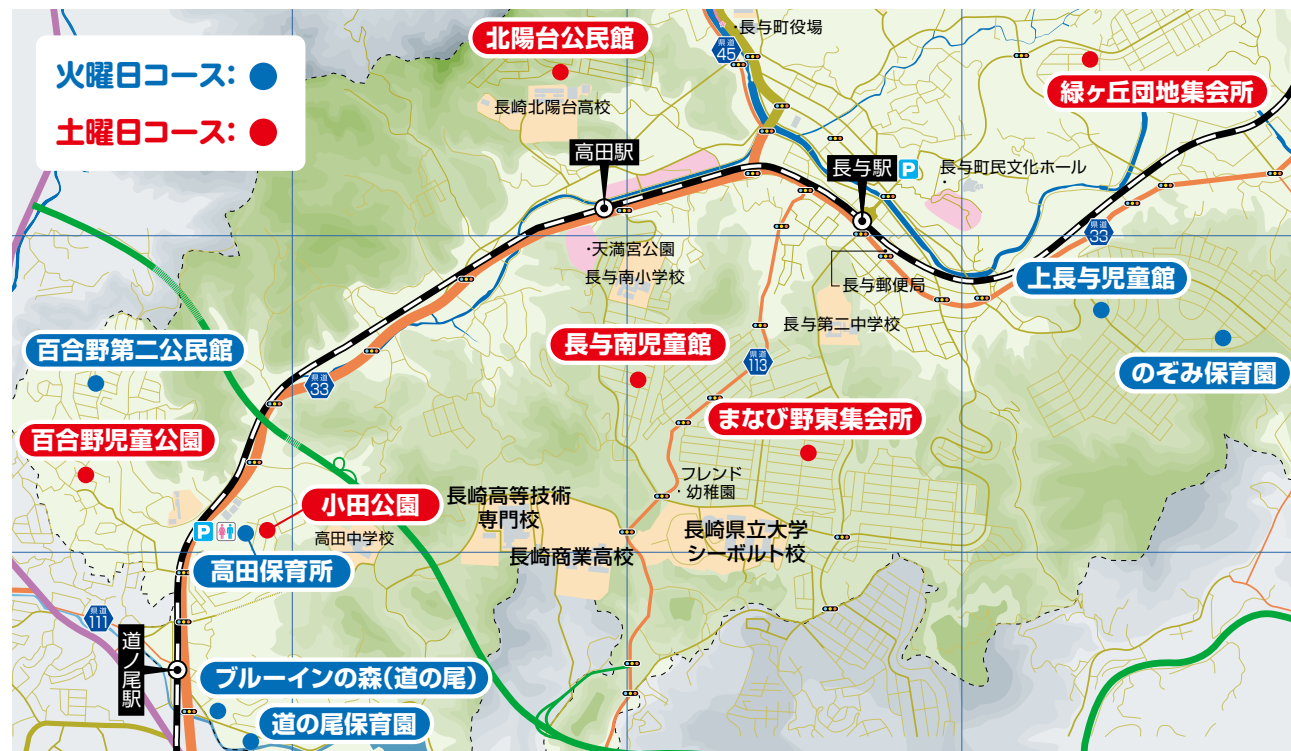 火曜日コース:
土曜日コース:
北陽台公民館
長崎北陽台高校
高田駅
県道
45
・長与町役場
緑ヶ丘団地集会所
長与駅
P
長与町民文化ホール
県道
33
・天満宮公園
長与南小学校
長与郵便局
上長与児童館
長与第二中学校
百合野第二公民館
長与南児童館
県道
113
のぞみ保育園
県道
33
百合野児童公園
まなび野東集会所
小田公園
高田中学校
長崎高等技術
専門校
フレンド
・幼稚園
長崎県立大学
シーボルト校
長崎商業高校
P
高田保育所
県道
111
道ノ尾駅
ブルーインの森(道の尾)
道の尾保育園